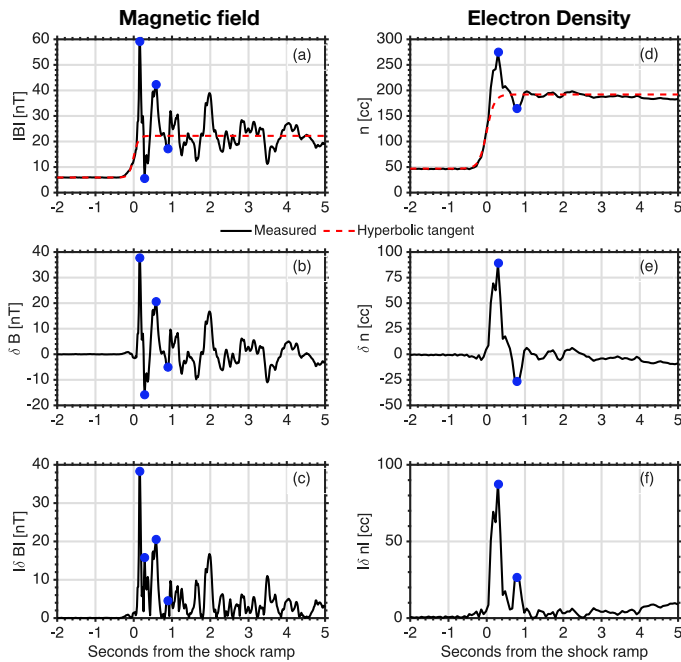 Magnetic field
Electron Density
60
50
40
30
20
10
0
-2 -1 0 1 2 3 4 5
|B| [nT]
(a)
300
250
200
150
100
50
0
-2 -1 0 1 2 3 4 5
n [cc]
(d)
Measured Hyperbolic tangent
40
30
20
10
0
-10
-20
-2 -1 0 1 2 3 4 5
δ B [nT]
(b)
100
75
50
25
0
-25
-50
-2 -1 0 1 2 3 4 5
δ n [cc]
(e)
40
30
20
10
0
-2 -1 0 1 2 3 4 5
|δ B| [nT]
(c)
Seconds from the shock ramp
100
50
0
-2 -1 0 1 2 3 4 5
|δ n| [cc]
(f)
Seconds from the shock ramp